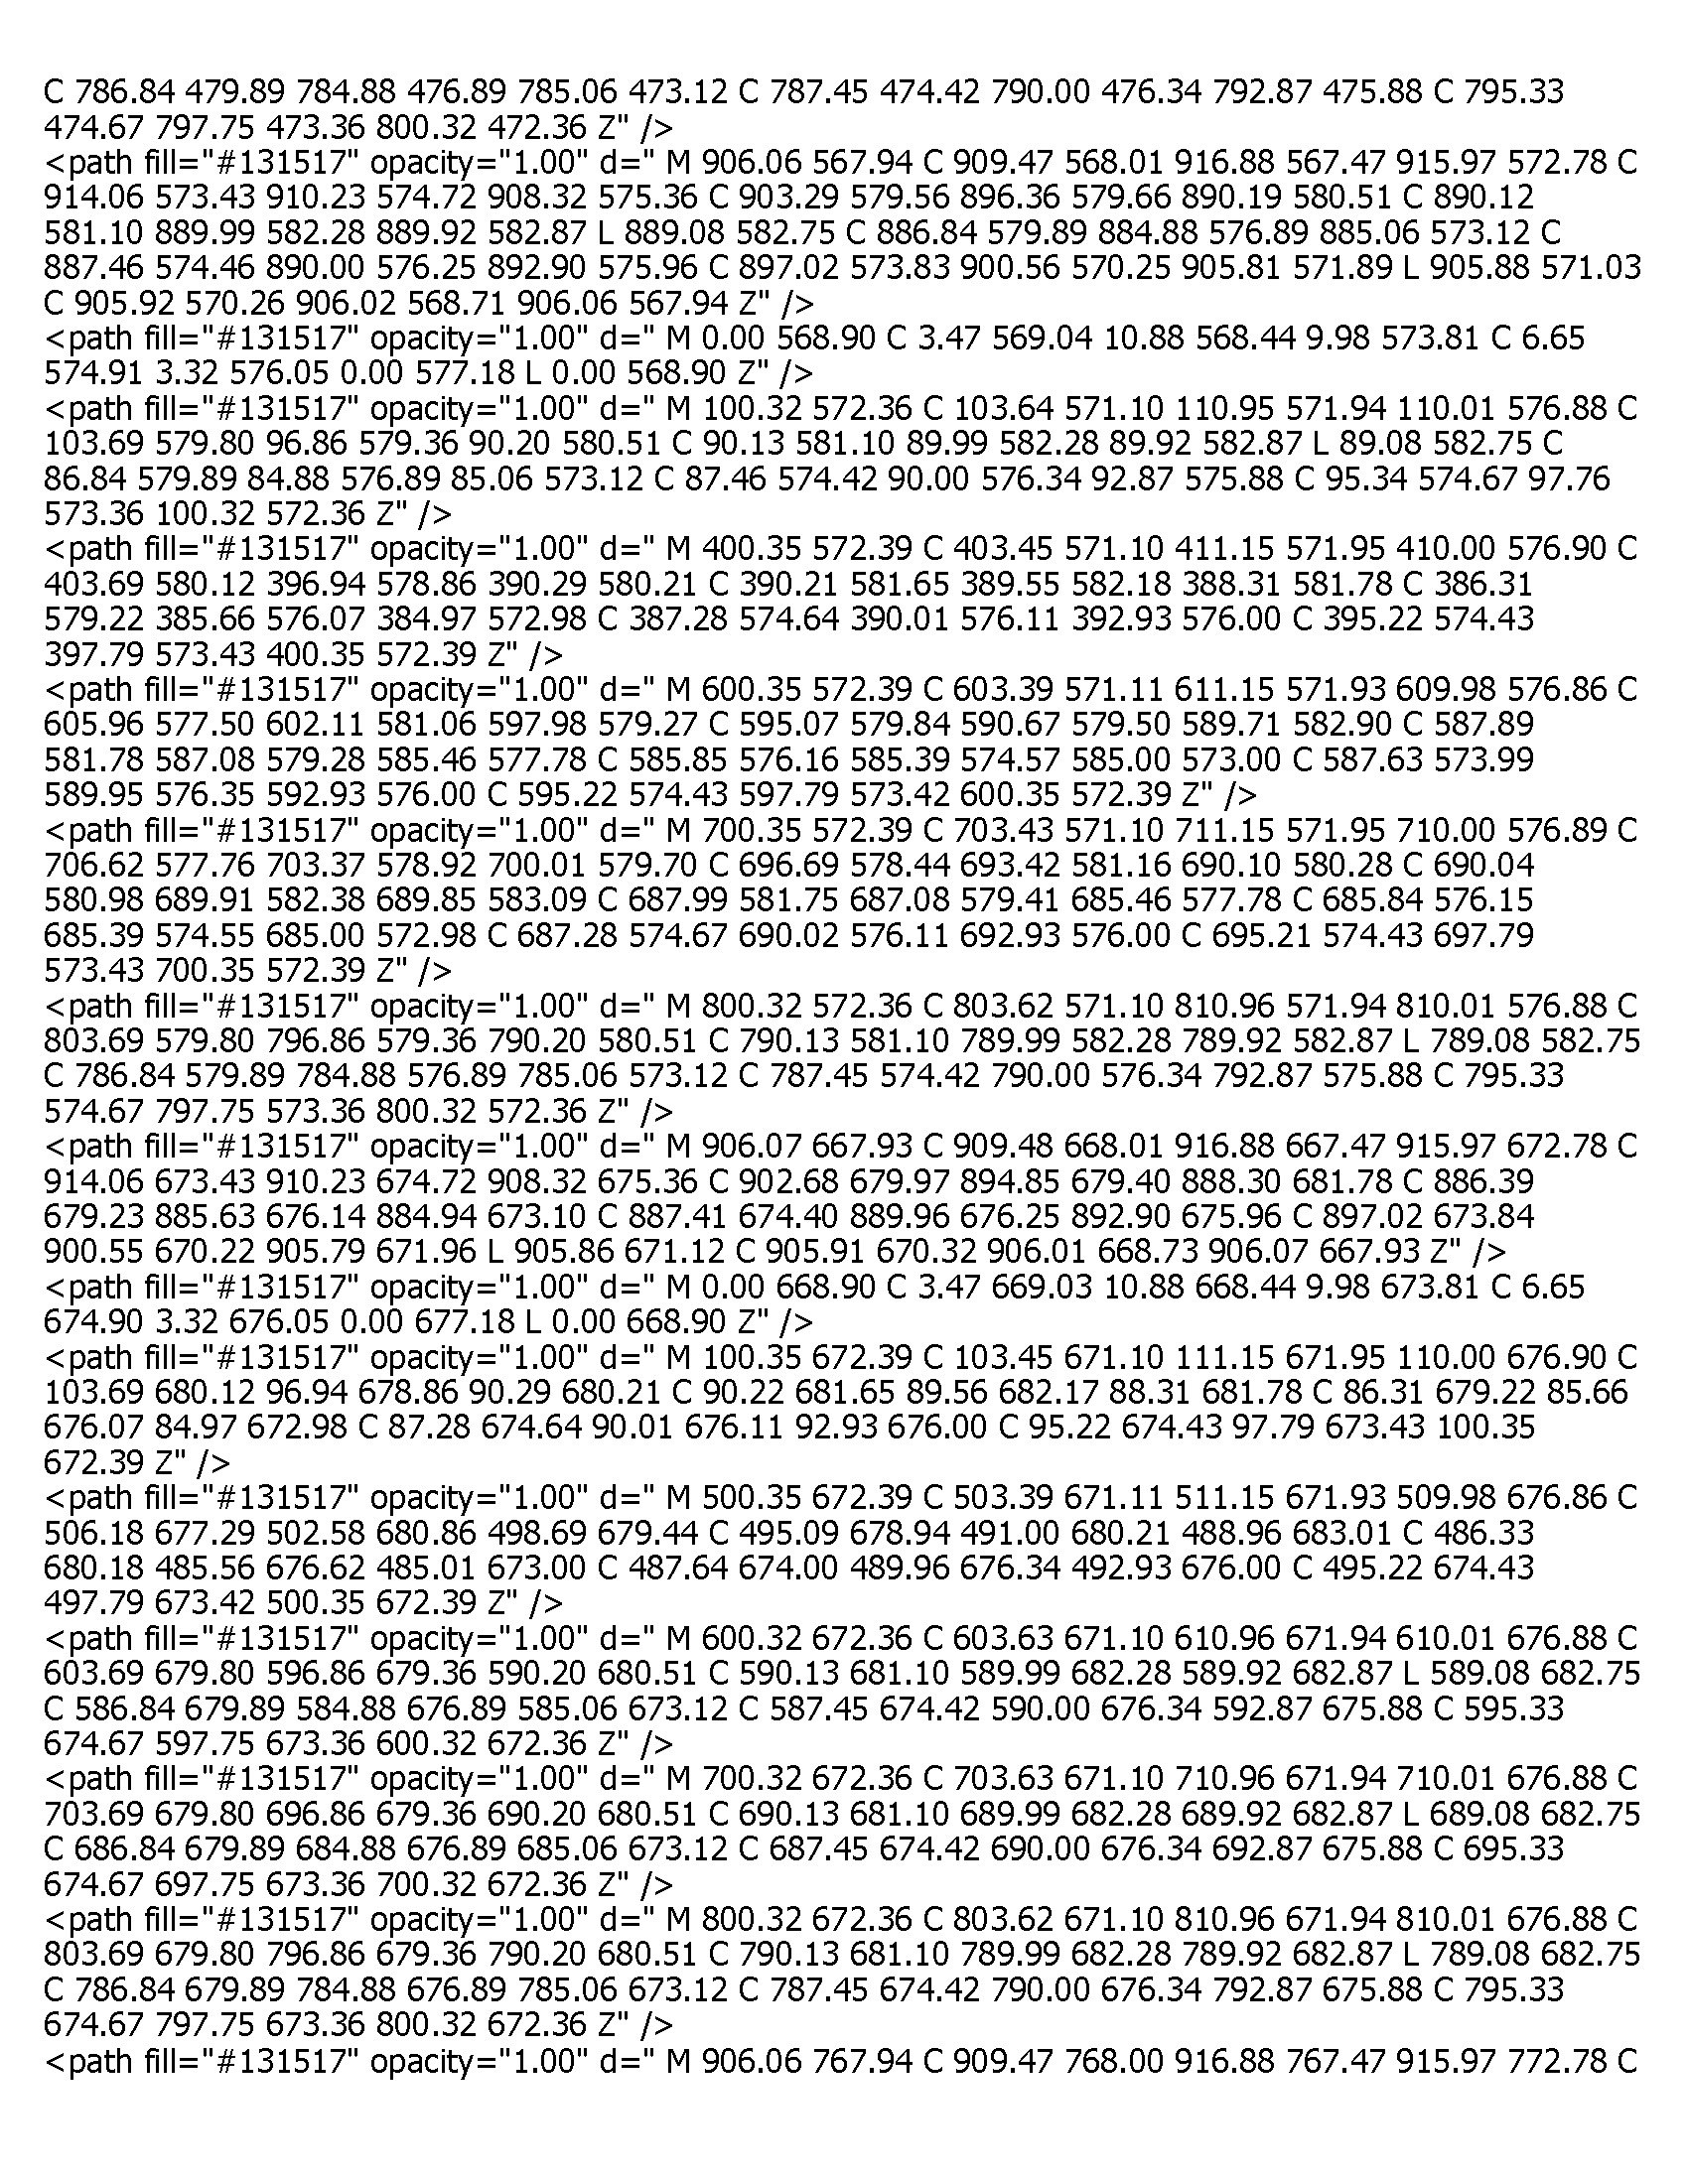 C 786.84 479.89 784.88 476.89 785.06 473.12 C 787.45 474.42 790.00 476.34 792.87 475.88 C 795.33
474.67 797.75 473.36 800.32 472.36 Z" />
<path fill="#131517" opacity="1.00" d=" M 906.06 567.94 C 909.47 568.01 916.88 567.47 915.97 572.78 C
914.06 573.43 910.23 574.72 908.32 575.36 C 903.29 579.56 896.36 579.66 890.19 580.51 C 890.12
581.10 889.99 582.28 889.92 582.87 L 889.08 582.75 C 886.84 579.89 884.88 576.89 885.06 573.12 C
887.46 574.46 890.00 576.25 892.90 575.96 C 897.02 573.83 900.56 570.25 905.81 571.89 L 905.88 571.03
C 905.92 570.26 906.02 568.71 906.06 567.94 Z" />
<path fill="#131517" opacity="1.00" d=" M 0.00 568.90 C 3.47 569.04 10.88 568.44 9.98 573.81 C 6.65
574.91 3.32 576.05 0.00 577.18 L 0.00 568.90 Z" />
<path fill="#131517" opacity="1.00" d=" M 100.32 572.36 C 103.64 571.10 110.95 571.94 110.01 576.88 C
103.69 579.80 96.86 579.36 90.20 580.51 C 90.13 581.10 89.99 582.28 89.92 582.87 L 89.08 582.75 C
86.84 579.89 84.88 576.89 85.06 573.12 C 87.46 574.42 90.00 576.34 92.87 575.88 C 95.34 574.67 97.76
573.36 100.32 572.36 Z" />
<path fill="#131517" opacity="1.00" d=" M 400.35 572.39 C 403.45 571.10 411.15 571.95 410.00 576.90 C
403.69 580.12 396.94 578.86 390.29 580.21 C 390.21 581.65 389.55 582.18 388.31 581.78 C 386.31
579.22 385.66 576.07 384.97 572.98 C 387.28 574.64 390.01 576.11 392.93 576.00 C 395.22 574.43
397.79 573.43 400.35 572.39 Z" />
<path fill="#131517" opacity="1.00" d=" M 600.35 572.39 C 603.39 571.11 611.15 571.93 609.98 576.86 C
605.96 577.50 602.11 581.06 597.98 579.27 C 595.07 579.84 590.67 579.50 589.71 582.90 C 587.89
581.78 587.08 579.28 585.46 577.78 C 585.85 576.16 585.39 574.57 585.00 573.00 C 587.63 573.99
589.95 576.35 592.93 576.00 C 595.22 574.43 597.79 573.42 600.35 572.39 Z" />
<path fill="#131517" opacity="1.00" d=" M 700.35 572.39 C 703.43 571.10 711.15 571.95 710.00 576.89 C
706.62 577.76 703.37 578.92 700.01 579.70 C 696.69 578.44 693.42 581.16 690.10 580.28 C 690.04
580.98 689.91 582.38 689.85 583.09 C 687.99 581.75 687.08 579.41 685.46 577.78 C 685.84 576.15
685.39 574.55 685.00 572.98 C 687.28 574.67 690.02 576.11 692.93 576.00 C 695.21 574.43 697.79
573.43 700.35 572.39 Z" />
<path fill="#131517" opacity="1.00" d=" M 800.32 572.36 C 803.62 571.10 810.96 571.94 810.01 576.88 C
803.69 579.80 796.86 579.36 790.20 580.51 C 790.13 581.10 789.99 582.28 789.92 582.87 L 789.08 582.75
C 786.84 579.89 784.88 576.89 785.06 573.12 C 787.45 574.42 790.00 576.34 792.87 575.88 C 795.33
574.67 797.75 573.36 800.32 572.36 Z" />
<path fill="#131517" opacity="1.00" d=" M 906.07 667.93 C 909.48 668.01 916.88 667.47 915.97 672.78 C
914.06 673.43 910.23 674.72 908.32 675.36 C 902.68 679.97 894.85 679.40 888.30 681.78 C 886.39
679.23 885.63 676.14 884.94 673.10 C 887.41 674.40 889.96 676.25 892.90 675.96 C 897.02 673.84
900.55 670.22 905.79 671.96 L 905.86 671.12 C 905.91 670.32 906.01 668.73 906.07 667.93 Z" />
<path fill="#131517" opacity="1.00" d=" M 0.00 668.90 C 3.47 669.03 10.88 668.44 9.98 673.81 C 6.65
674.90 3.32 676.05 0.00 677.18 L 0.00 668.90 Z" />
<path fill="#131517" opacity="1.00" d=" M 100.35 672.39 C 103.45 671.10 111.15 671.95 110.00 676.90 C
103.69 680.12 96.94 678.86 90.29 680.21 C 90.22 681.65 89.56 682.17 88.31 681.78 C 86.31 679.22 85.66
676.07 84.97 672.98 C 87.28 674.64 90.01 676.11 92.93 676.00 C 95.22 674.43 97.79 673.43 100.35
672.39 Z" />
<path fill="#131517" opacity="1.00" d=" M 500.35 672.39 C 503.39 671.11 511.15 671.93 509.98 676.86 C
506.18 677.29 502.58 680.86 498.69 679.44 C 495.09 678.94 491.00 680.21 488.96 683.01 C 486.33
680.18 485.56 676.62 485.01 673.00 C 487.64 674.00 489.96 676.34 492.93 676.00 C 495.22 674.43
497.79 673.42 500.35 672.39 Z" />
<path fill="#131517" opacity="1.00" d=" M 600.32 672.36 C 603.63 671.10 610.96 671.94 610.01 676.88 C
603.69 679.80 596.86 679.36 590.20 680.51 C 590.13 681.10 589.99 682.28 589.92 682.87 L 589.08 682.75
C 586.84 679.89 584.88 676.89 585.06 673.12 C 587.45 674.42 590.00 676.34 592.87 675.88 C 595.33
674.67 597.75 673.36 600.32 672.36 Z" />
<path fill="#131517" opacity="1.00" d=" M 700.32 672.36 C 703.63 671.10 710.96 671.94 710.01 676.88 C
703.69 679.80 696.86 679.36 690.20 680.51 C 690.13 681.10 689.99 682.28 689.92 682.87 L 689.08 682.75
C 686.84 679.89 684.88 676.89 685.06 673.12 C 687.45 674.42 690.00 676.34 692.87 675.88 C 695.33
674.67 697.75 673.36 700.32 672.36 Z" />
<path fill="#131517" opacity="1.00" d=" M 800.32 672.36 C 803.62 671.10 810.96 671.94 810.01 676.88 C
803.69 679.80 796.86 679.36 790.20 680.51 C 790.13 681.10 789.99 682.28 789.92 682.87 L 789.08 682.75
C 786.84 679.89 784.88 676.89 785.06 673.12 C 787.45 674.42 790.00 676.34 792.87 675.88 C 795.33
674.67 797.75 673.36 800.32 672.36 Z" />
<path fill="#131517" opacity="1.00" d=" M 906.06 767.94 C 909.47 768.00 916.88 767.47 915.97 772.78 C